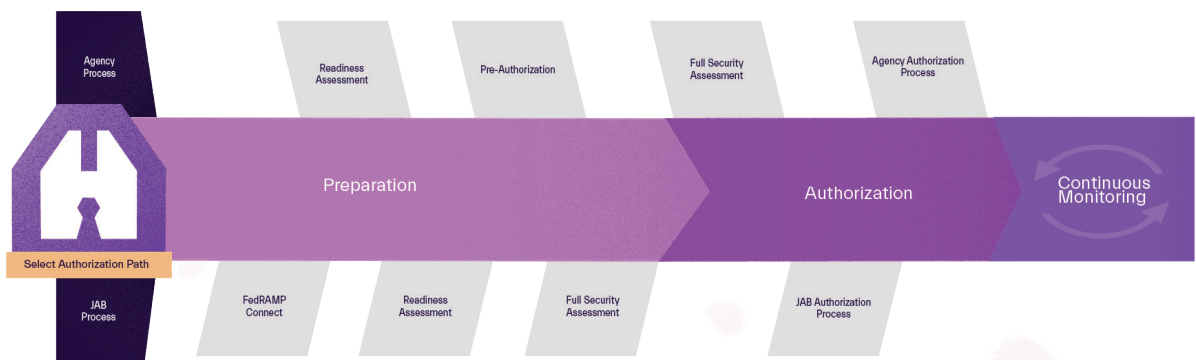 Agency
Process
Readiness
Assessment
Pre-Authorization
Full Security
Assessment
Agency Authorization
Process
Preparation
Authorization
Continuous
Monitoring
Select Authorization Path
JAB
Process
FedRAMP
Connect
Readiness
Assessment
Full Security
Assessment
JAB Authorization
Process